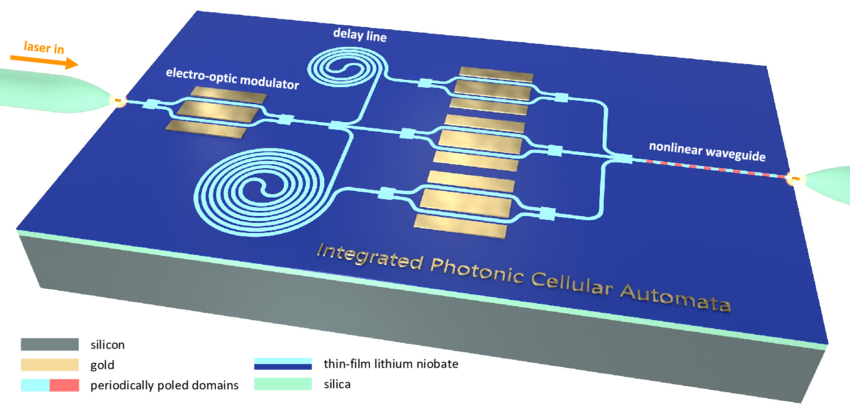 laser in
delay line
electro-optic modulator
nonlinear waveguide
Integrated Photonic Cellular Automata
silicon
gold
periodically poled domains
thin-film lithium niobate
silica